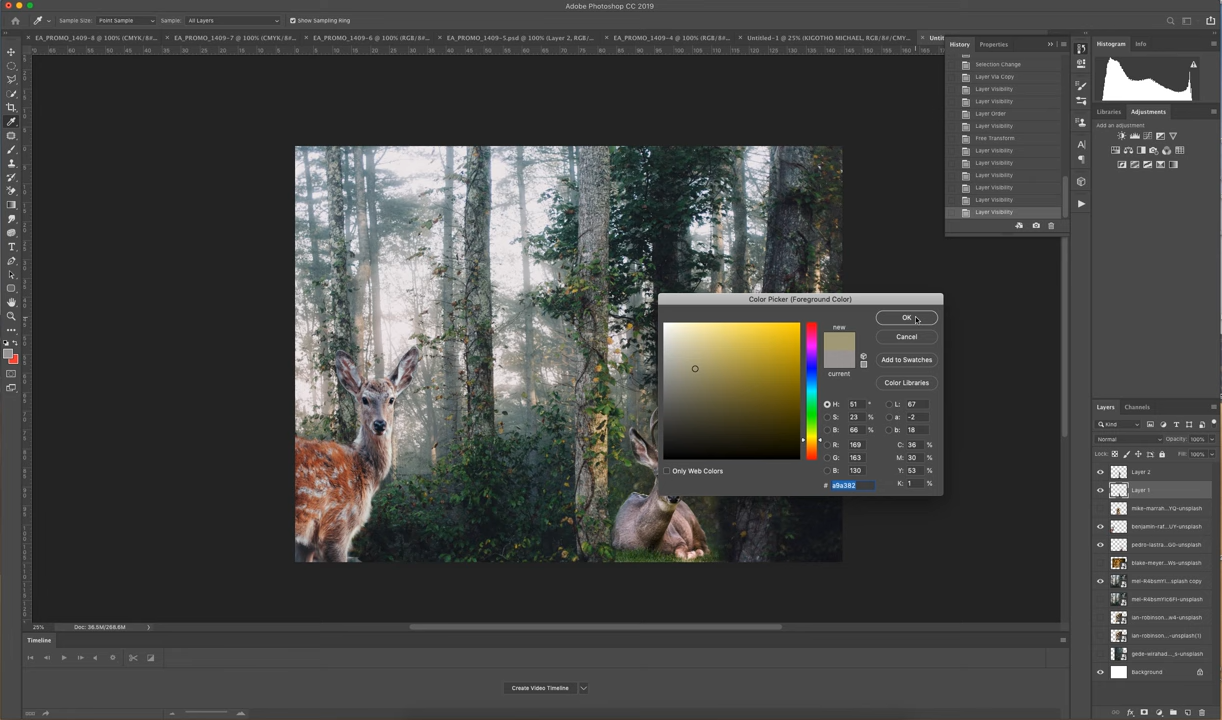 Adobe Photoshop CC 2019
Sample Size: Point Sample Sample: All Layers Show Sampling Ring
EA_PROMO_1409-8 @ 100% (CMYK/8#... EA_PROMO_1409-7 @ 100% (CMYK/8#... EA_PROMO_1409-6 @ 100% (RGB/8#... EA_PROMO_1409-5.psd @ 100% (Layer 2, RGB/... EA_PROMO_1409-4 @ 100% (RGB/8#... Untitled-1 @ 25% (KIGOTHO MICHAEL, RGB/8#/CMY...
History Properties
Selection Change
Layer Via Copy
Layer Visibility
Layer Visibility
Layer Order
Layer Visibility
Free Transform
Layer Visibility
Layer Visibility
Layer Visibility
Layer Visibility
Layer Visibility
Layer Visibility
Histogram Info
Libraries Adjustments
Add an adjustment
Color Picker (Foreground Color)
new
current
OK
Cancel
Add to Swatches
Color Libraries
H: 51 ° L: 67
S: 23 % a: -2
B: 66 % b: 18
R: 169 C: 36 %
G: 163 M: 30 %
B: 130 Y: 53 %
# a9a382 K: 1 %
Only Web Colors
Layers Channels
Kind
Normal Opacity: 100%
Lock: Fill: 100%
Layer 2
Layer 1
mike-marrah...YQ-unsplash
benjamin-raf...UY-unsplash
pedro-lastra...G0-unsplash
blake-meyer...Ws-unsplash
mel-R4bsmYI...splash copy
mel-R4bsmYIc6Fi-unsplash
ian-robinson...w4-unsplash
ian-robinson...-unsplash(1)
gede-wirahad..._s-unsplash
Background
25% Doc: 36.5M/268.6M
Timeline
Create Video Timeline